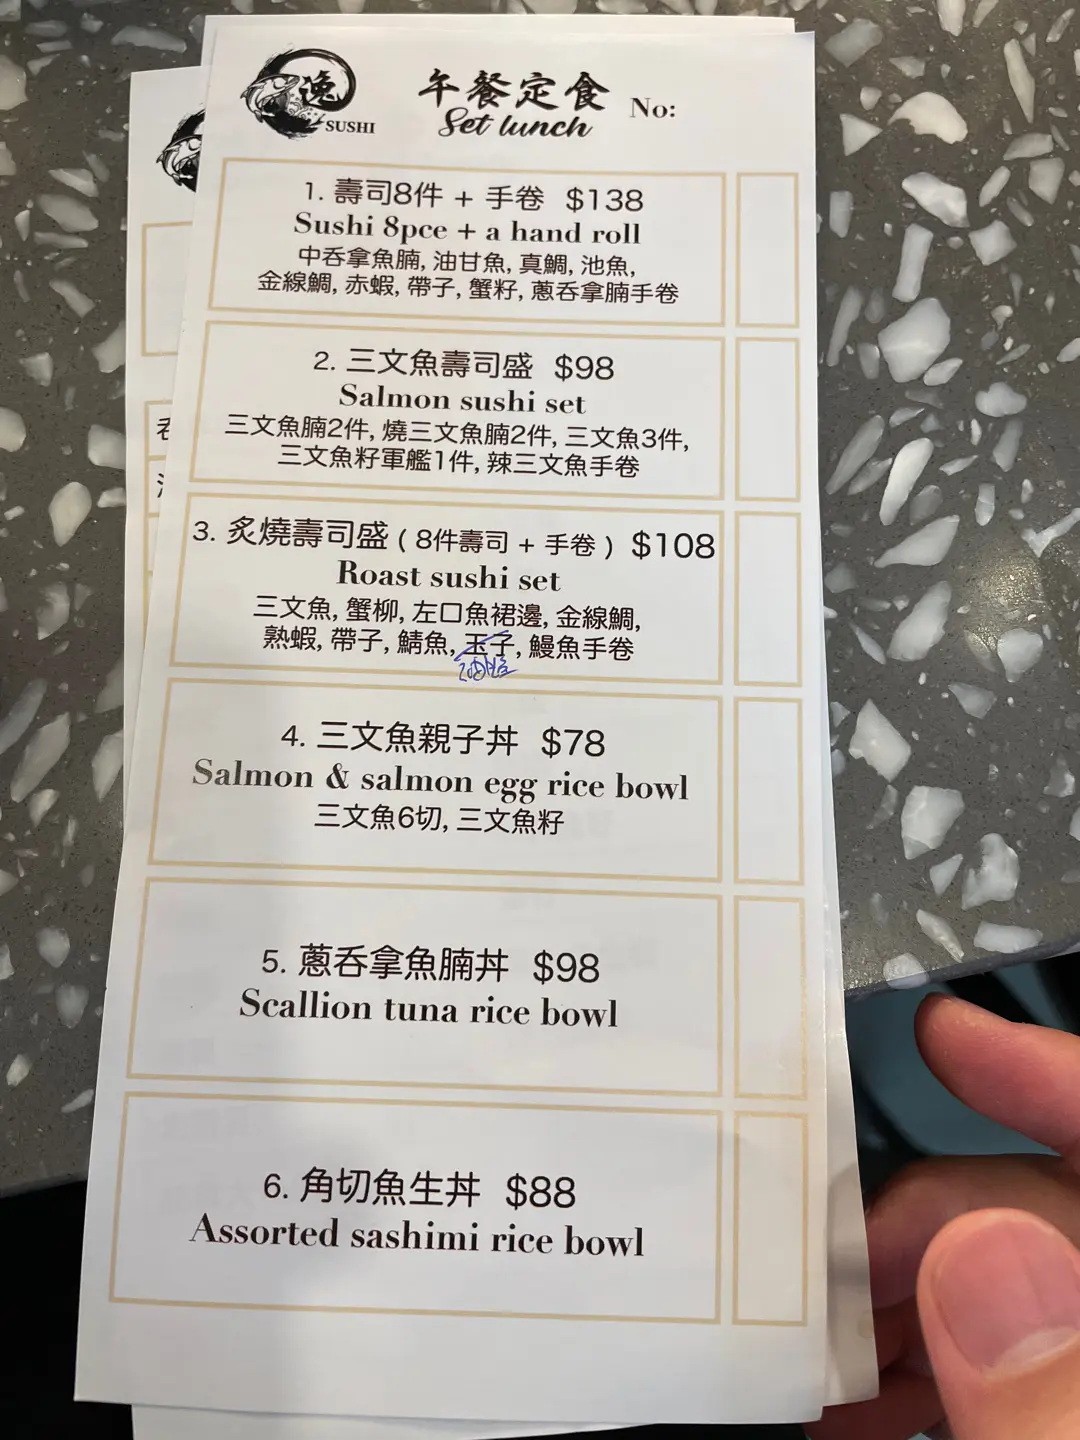 漁
SUSHI
午餐定食
Set lunch
No:
1. 壽司8件 + 手卷 $138
Sushi 8pce + a hand roll
中吞拿魚腩, 油甘魚, 真鯛, 池魚,
金線鯛, 赤蝦, 帶子, 蟹籽, 蔥吞拿腩手卷
2. 三文魚壽司盛 $98
Salmon sushi set
三文魚腩2件, 燒三文魚腩2件, 三文魚3件,
三文魚籽軍艦1件, 辣三文魚手卷
3. 炙燒壽司盛 ( 8件壽司 + 手卷 ) $108
Roast sushi set
三文魚, 蟹柳, 左口魚裙邊, 金線鯛,
熟蝦, 帶子, 鯖魚, 玉子, 鰻魚手卷
4. 三文魚親子丼 $78
Salmon & salmon egg rice bowl
三文魚6切, 三文魚籽
5. 蔥吞拿魚腩丼 $98
Scallion tuna rice bowl
6. 角切魚生丼 $88
Assorted sashimi rice bowl